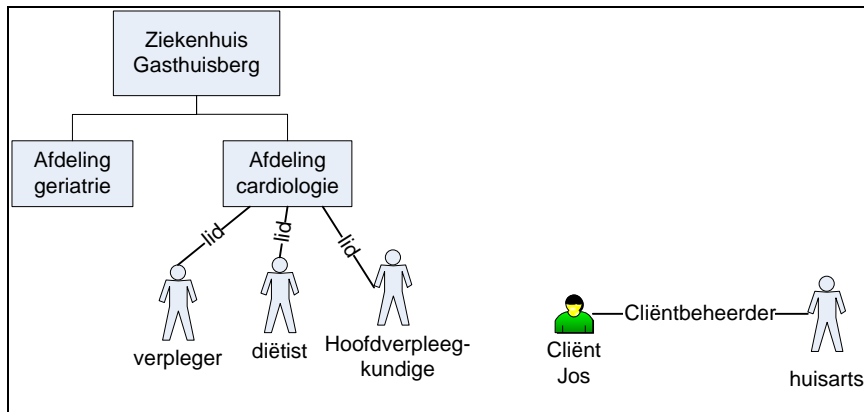 Ziekenhuis
Gasthuisberg
Afdeling
geriatrie
Afdeling
cardiologie
lid
lid
lid
verpleger
diëtist
Hoofdverpleeg-
kundige
Cliëntbeheerder
Cliënt
Jos
huisarts